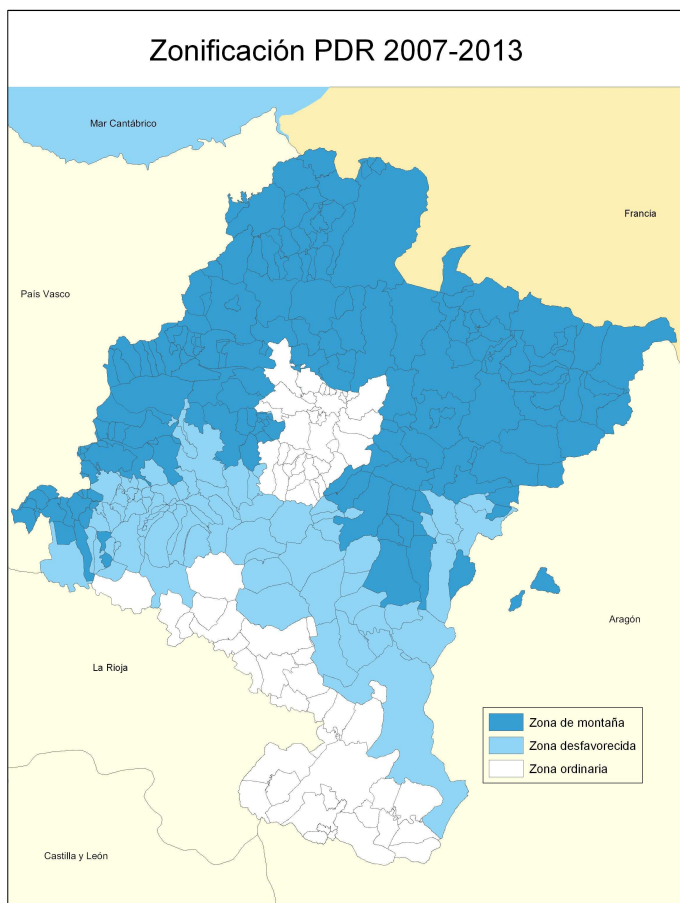 Zonificación PDR 2007-2013
Mar Cantábrico
Francia
País Vasco
Aragón
La Rioja
Zona de montaña
Zona desfavorecida
Zona ordinaria
Castilla y León